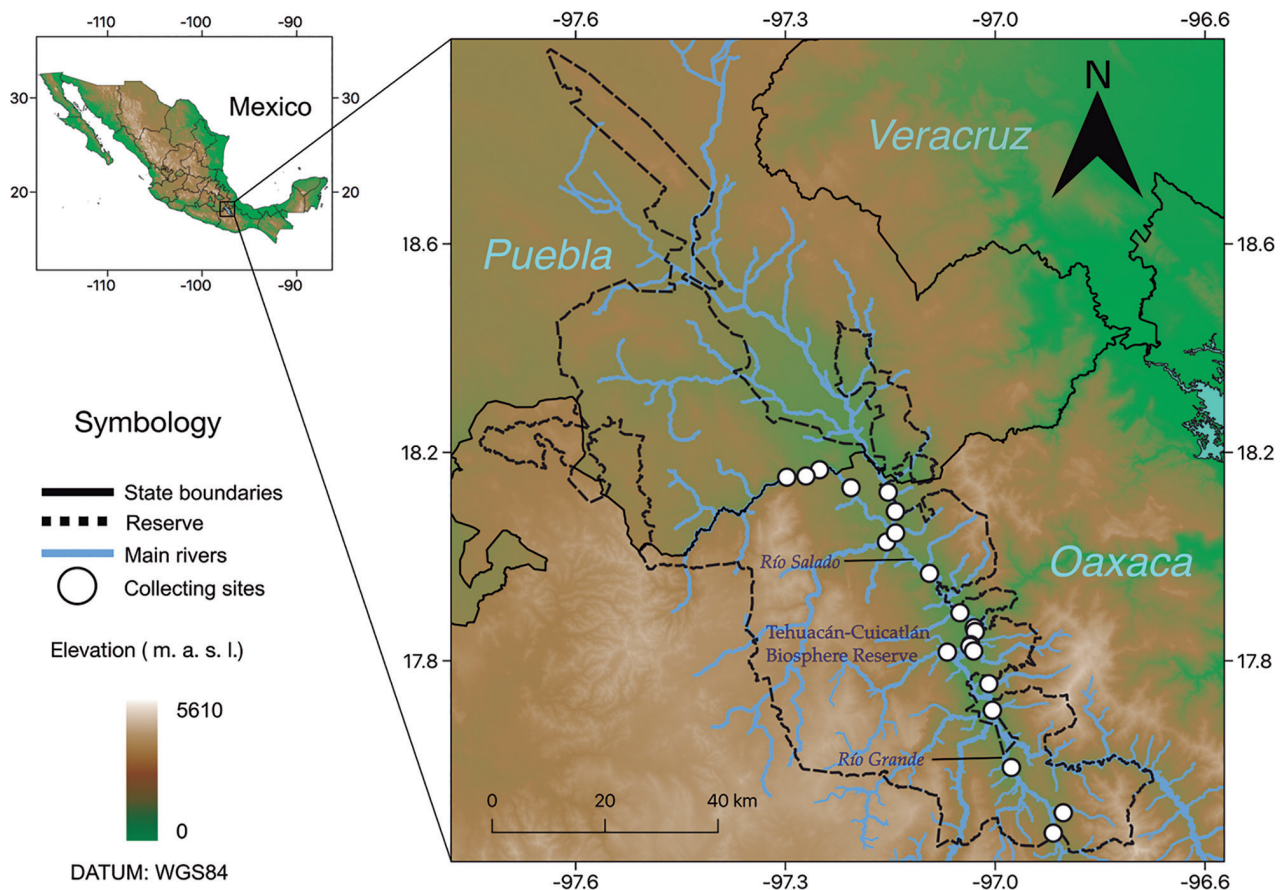 -110
-100
-90
30
20
Mexico
30
20
-110
-100
-90
Symbology
State boundaries
Reserve
Main rivers
Collecting sites
Elevation ( m. a. s. l.)
5610
0
DATUM: WGS84
-97.6
-97.3
-97.0
-96.6
N
Veracruz
Puebla
18.6
18.6
18.2
18.2
Oaxaca
Río Salado
Tehuacán-Cuicatlán
Biosphere Reserve
17.8
17.8
Río Grande
0
20
40 km
-97.6
-97.3
-97.0
-96.6